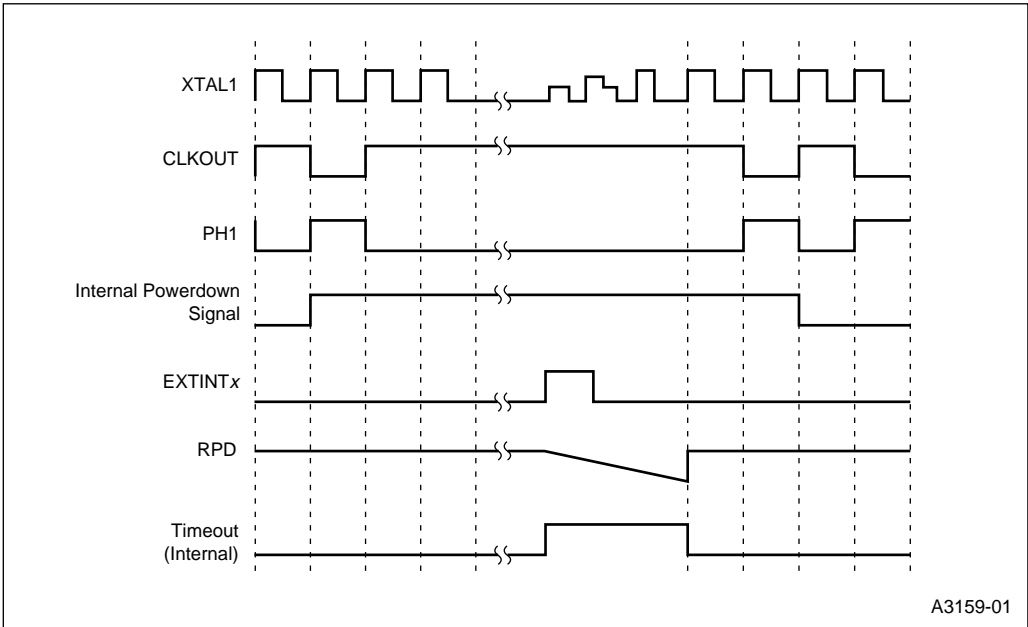 XTAL1
CLKOUT
PH1
Internal Powerdown
Signal
EXTINTx
RPD
Timeout
(Internal)
A3159-01